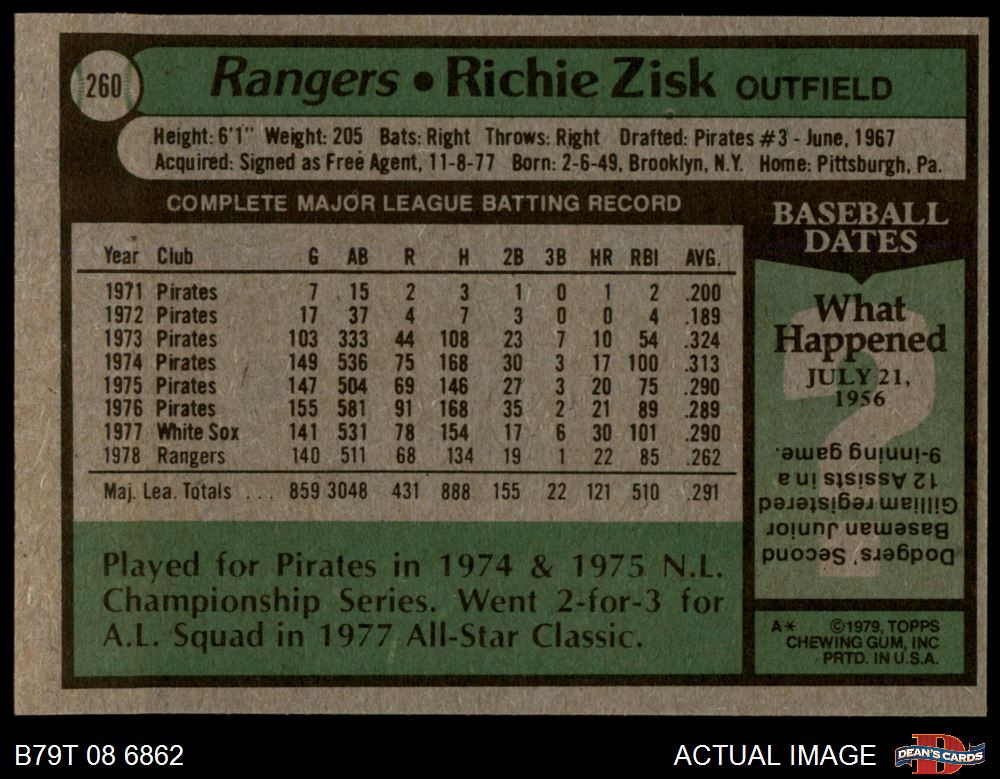 260
Rangers • Richie Zisk OUTFIELD
Height: 6'1" Weight: 205 Bats: Right Throws: Right Drafted: Pirates #3 - June, 1967
Acquired: Signed as Free Agent, 11-8-77 Born: 2-6-49, Brooklyn, N.Y. Home: Pittsburgh, Pa.
COMPLETE MAJOR LEAGUE BATTING RECORD
Year Club G AB R H 2B 3B HR RBI AVG.
1971 Pirates 7 15 2 3 1 0 1 2 .200
1972 Pirates 17 37 4 7 3 0 0 4 .189
1973 Pirates 103 333 44 108 23 7 10 54 .324
1974 Pirates 149 536 75 168 30 3 17 100 .313
1975 Pirates 147 504 69 146 27 3 20 75 .290
1976 Pirates 155 581 91 168 35 2 21 89 .289
1977 White Sox 141 531 78 154 17 6 30 101 .290
1978 Rangers 140 511 68 134 19 1 22 85 .262
Maj. Lea. Totals ... 859 3048 431 888 155 22 121 510 .291
Played for Pirates in 1974 & 1975 N.L.
Championship Series. Went 2-for-3 for
A.L. Squad in 1977 All-Star Classic.
BASEBALL
DATES
What
Happened
JULY 21,
1956
?
Dodgers' Second
Baseman Junior
Gilliam registered
12 Assists in a
9-inning game.
A* ©1979, TOPPS
CHEWING GUM, INC
PRTD. IN U.S.A.
B79T 08 6862
ACTUAL IMAGE
DEAN'S CARDS